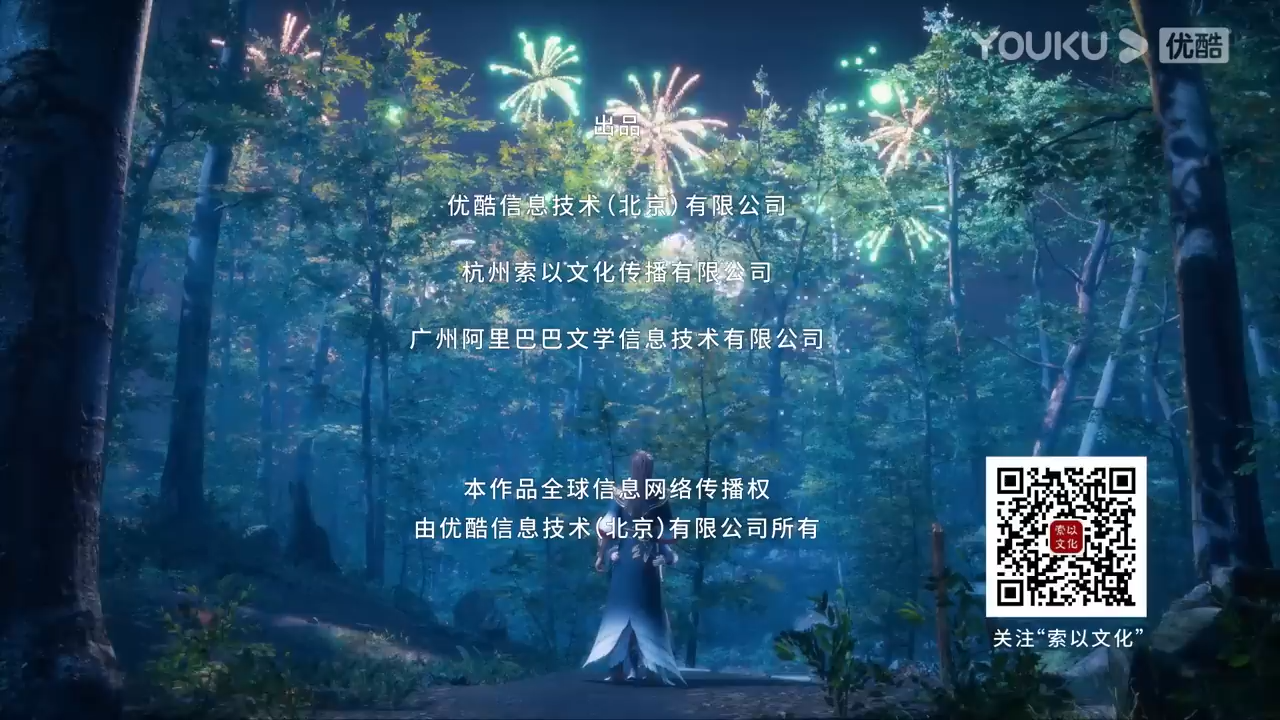 YOUKU 优酷
出品
优酷信息技术(北京)有限公司
杭州索以文化传播有限公司
广州阿里巴巴文学信息技术有限公司
本作品全球信息网络传播权
由优酷信息技术(北京)有限公司所有
索以
文化
关注“索以文化”